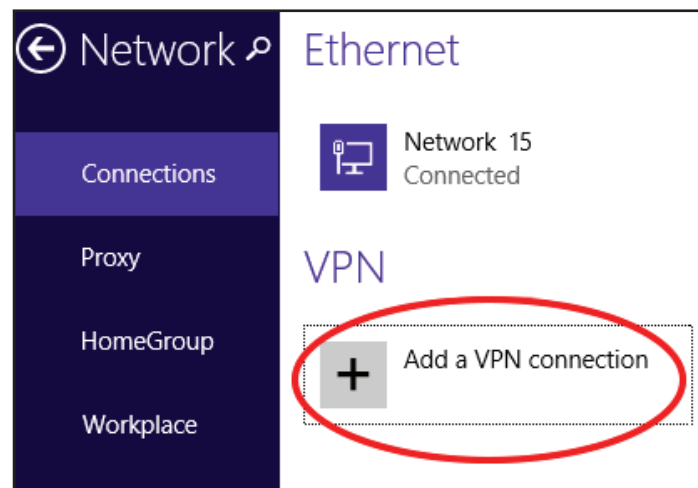 Network
Connections
Proxy
HomeGroup
Workplace
Ethernet
Network 15
Connected
VPN
Add a VPN connection